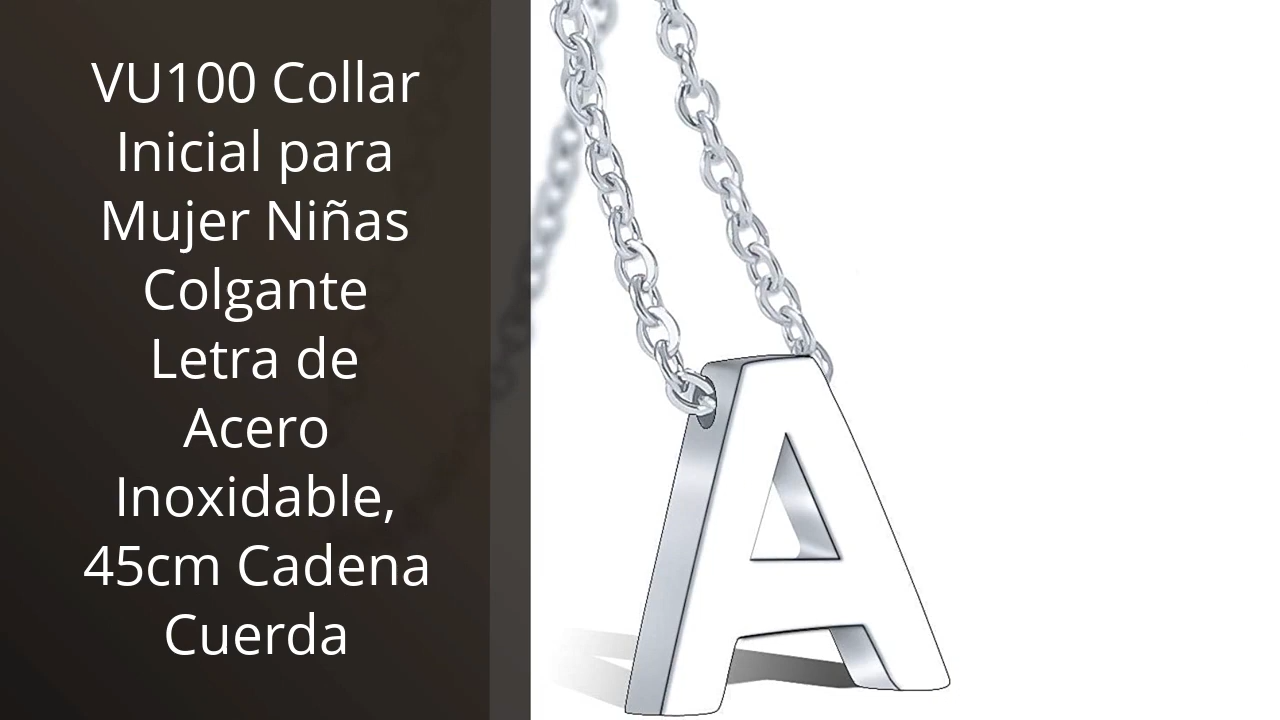 VU100 Collar
Inicial para
Mujer Niñas
Colgante
Letra de
Acero
Inoxidable,
45cm Cadena
Cuerda
A